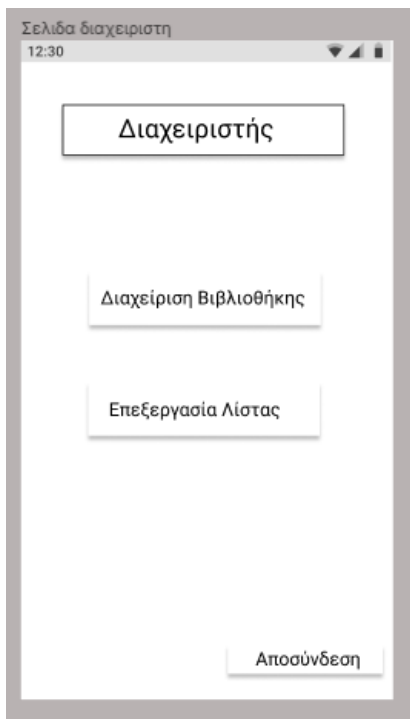 Σελιδα διαχειριστη
12:30
Διαχειριστής
Διαχείριση Βιβλιοθήκης
Επεξεργασία Λίστας
Αποσύνδεση